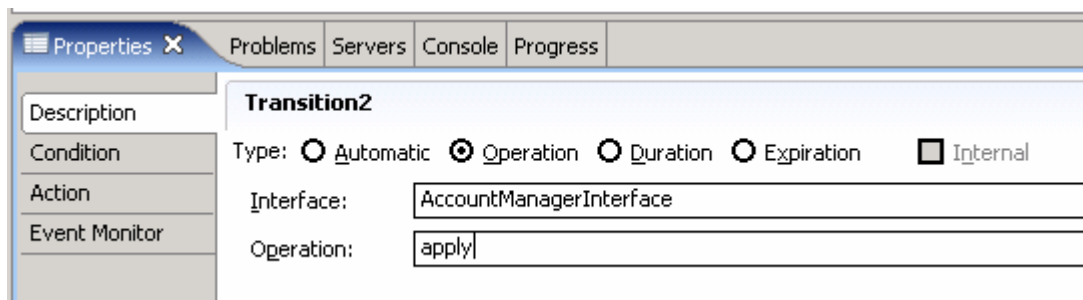 Properties Problems Servers Console Progress
Description
Transition2
Condition
Type: Automatic Operation Duration Expiration Internal
Action
Interface: AccountManagerInterface
Event Monitor
Operation: apply